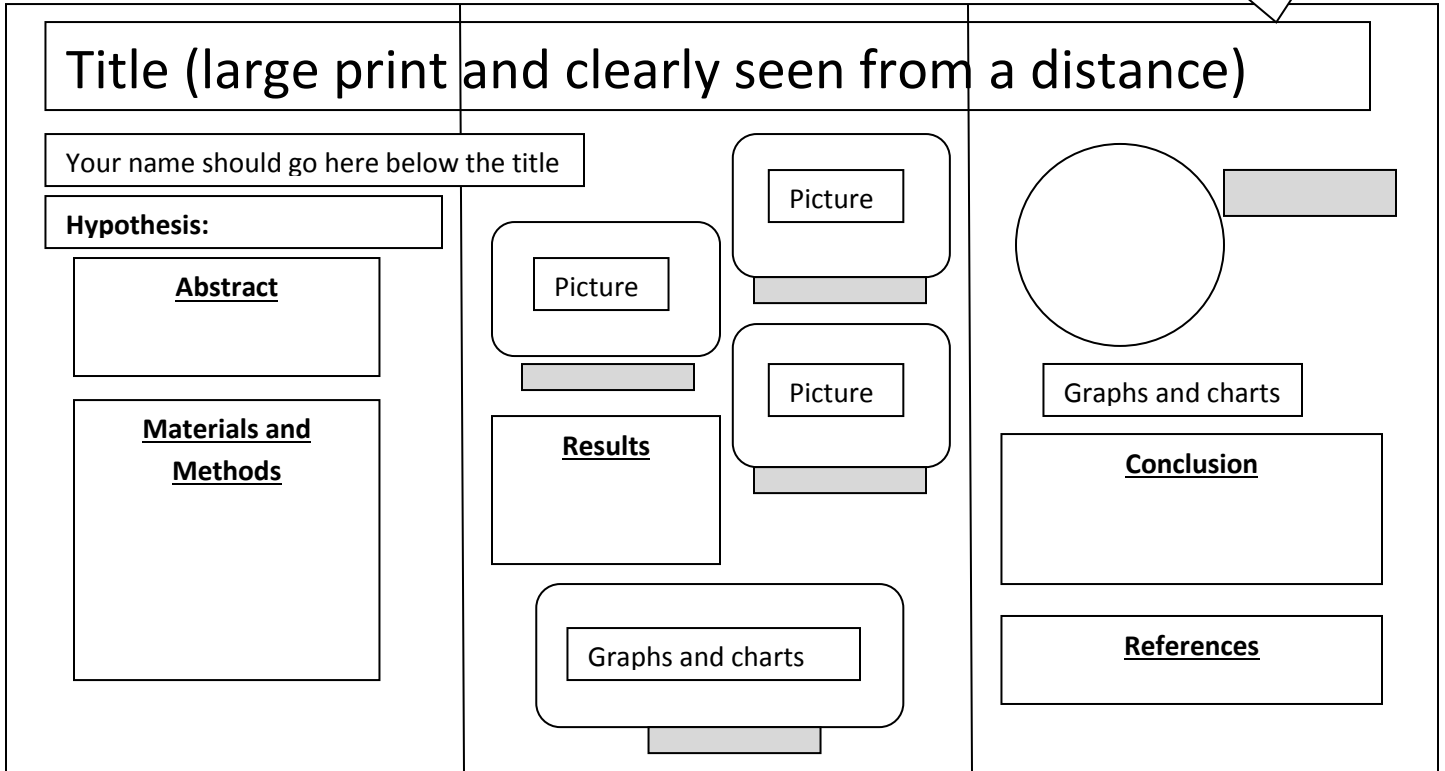 Title (large print and clearly seen from a distance)
Your name should go here below the title
Hypothesis:
Abstract
Materials and
Methods
Picture
Picture
Picture
Results
Graphs and charts
Graphs and charts
Conclusion
References